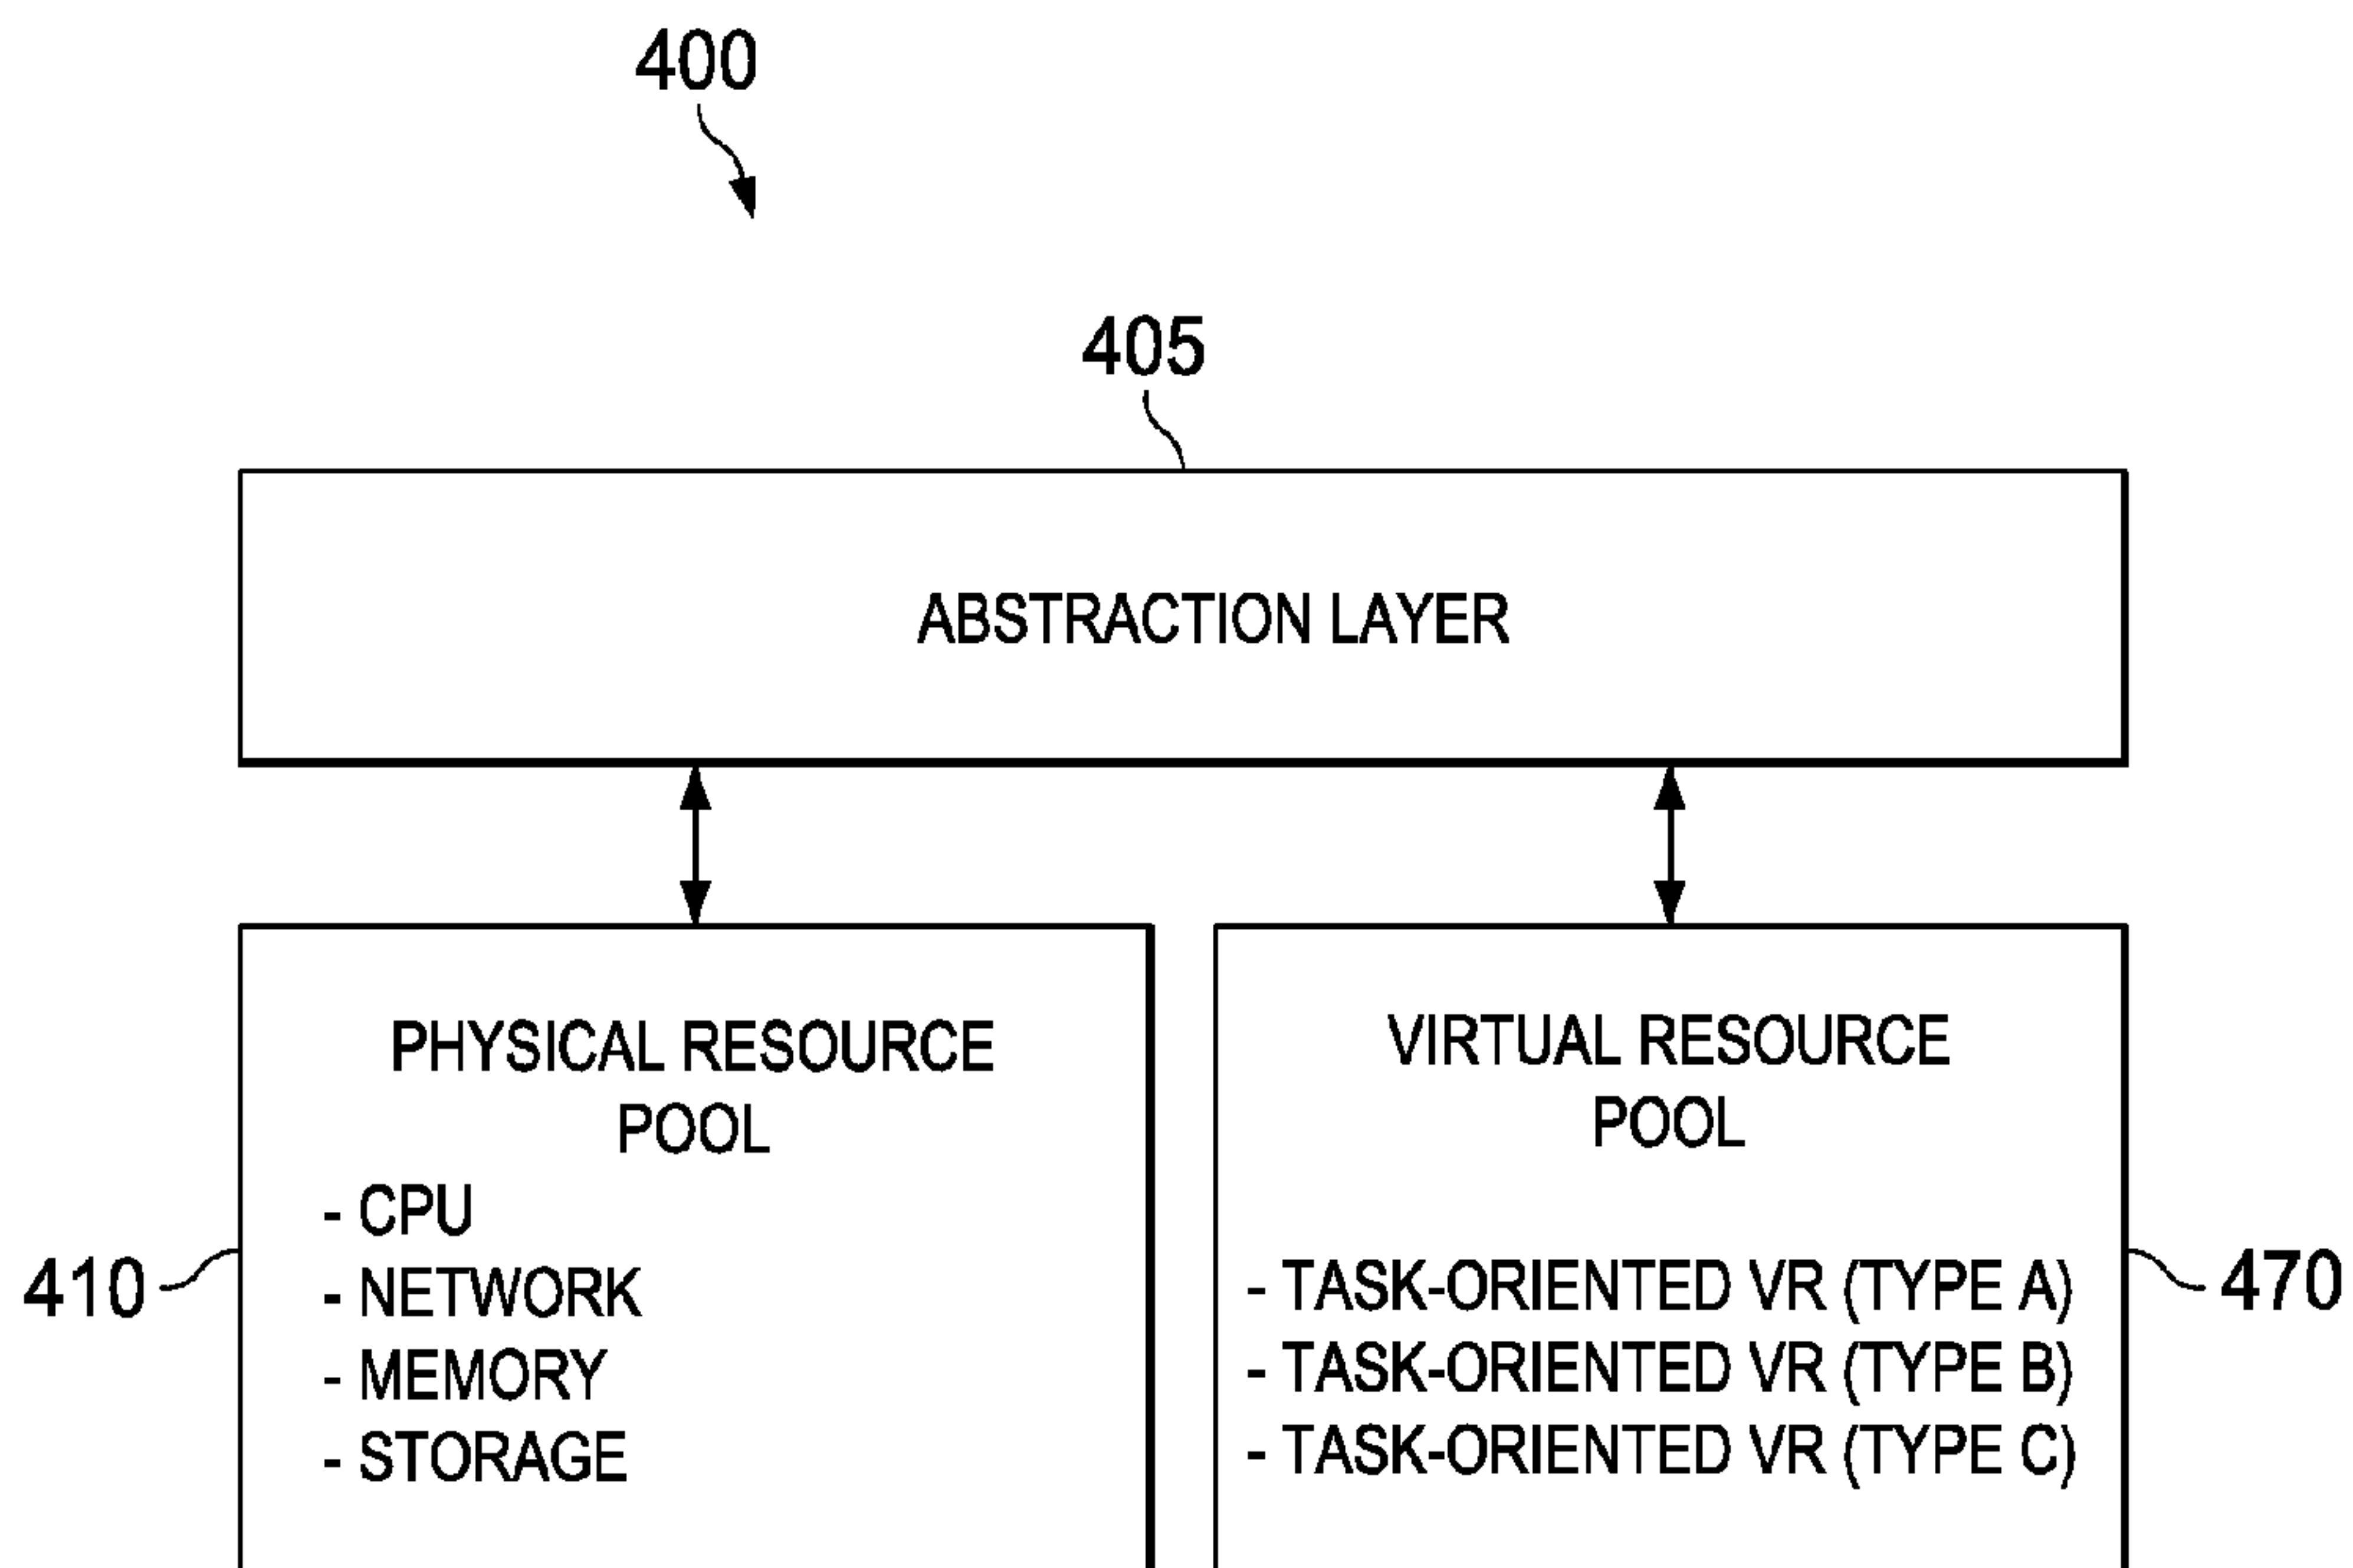 400
405
ABSTRACTION LAYER
PHYSICAL RESOURCE
POOL
- CPU
- NETWORK
- MEMORY
- STORAGE
410
VIRTUAL RESOURCE
POOL
- TASK-ORIENTED VR (TYPE A)
- TASK-ORIENTED VR (TYPE B)
- TASK-ORIENTED VR (TYPE C)
470